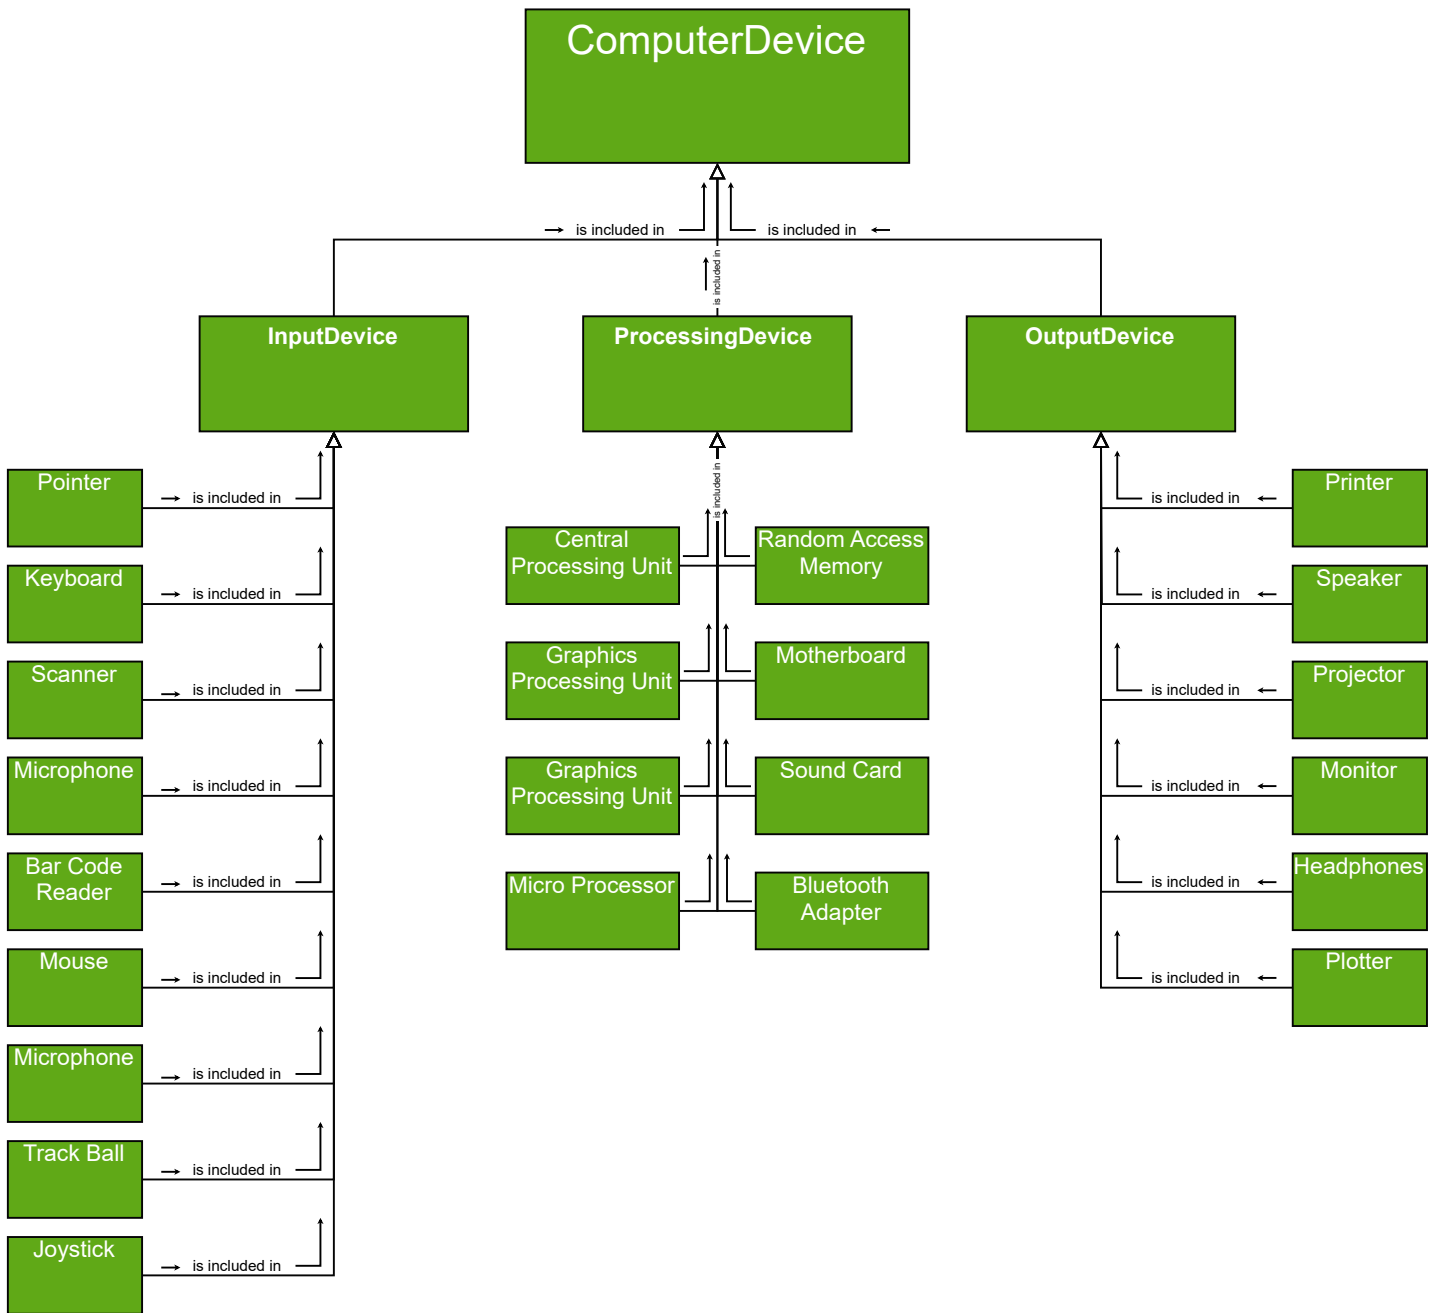 ComputerDevice
is included in
is included in
is included in
InputDevice
ProcessingDevice
OutputDevice
Pointer
is included in
Keyboard
is included in
Scanner
is included in
Microphone
is included in
Bar Code
Reader
is included in
Mouse
is included in
Microphone
is included in
Track Ball
is included in
Joystick
is included in
is included in
Central
Processing Unit
Random Access
Memory
Graphics
Processing Unit
Motherboard
Graphics
Processing Unit
Sound Card
Micro Processor
Bluetooth
Adapter
Printer
is included in
Speaker
is included in
Projector
is included in
Monitor
is included in
Headphones
is included in
Plotter
is included in